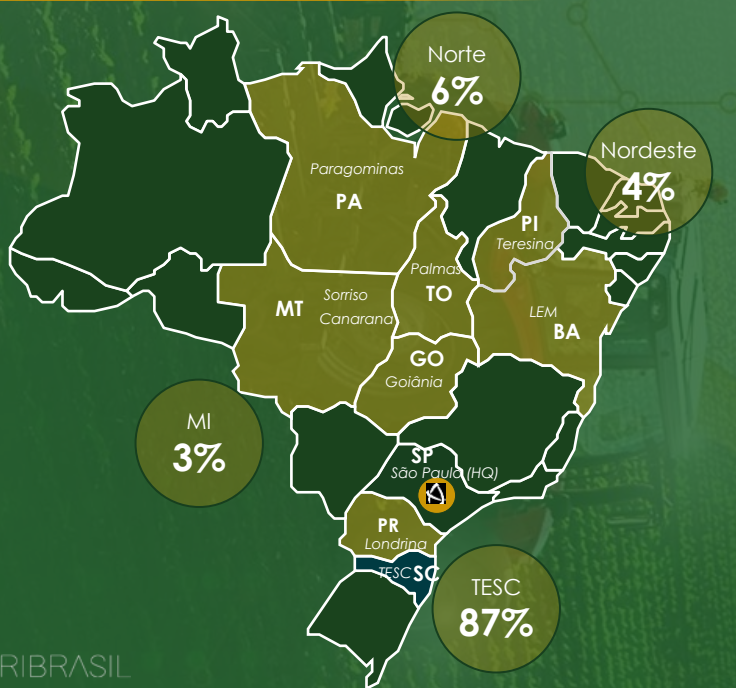 Norte
6%
Nordeste
4%
Paragominas
PA
PI
Teresina
Palmas
TO
MT
Sorriso
Canarana
LEM
BA
GO
Goiânia
MI
3%
SP
São Paulo (HQ)
PR
Londrina
TESC SC
TESC
87%
RIBRASIL